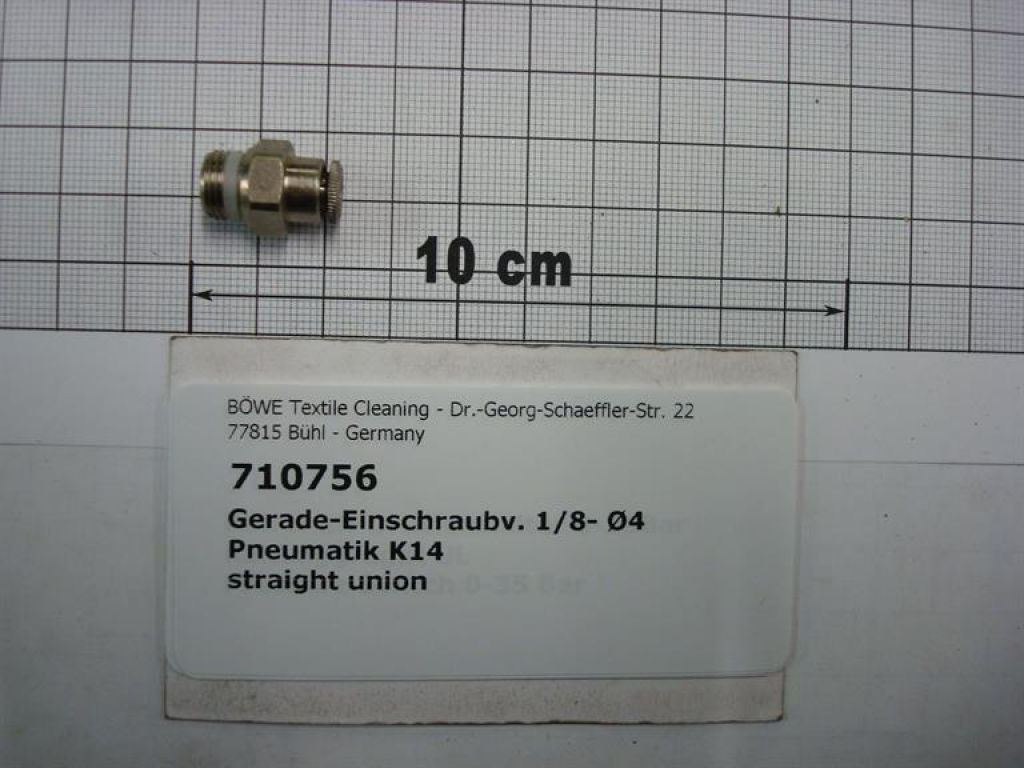 10 cm
BÖWE Textile Cleaning - Dr.-Georg-Schaeffler-Str. 22
77815 Bühl - Germany
710756
Gerade-Einschraubv. 1/8- Ø4
Pneumatik K14
straight union